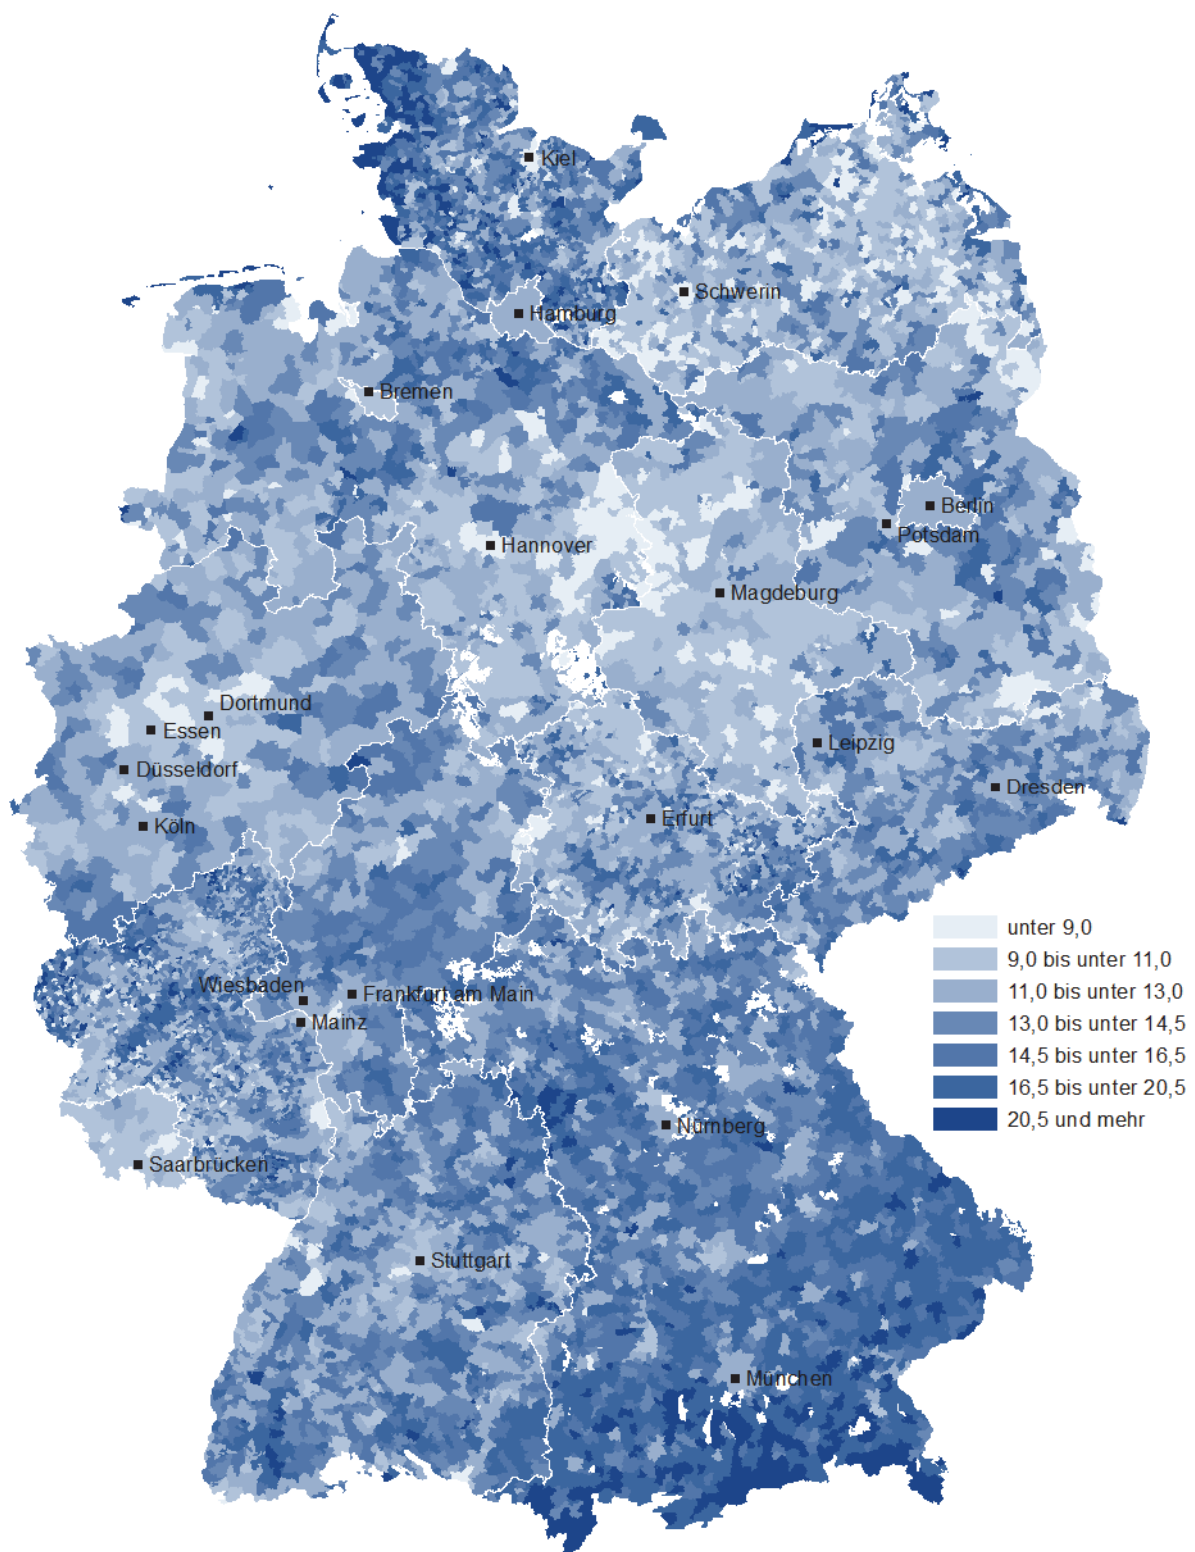 Kiel
Schwerin
Hamburg
Bremen
Berlin
Potsdam
Hannover
Magdeburg
Dortmund
Essen
Düsseldorf
Leipzig
Dresden
Köln
Erfurt
unter 9,0
9,0 bis unter 11,0
11,0 bis unter 13,0
13,0 bis unter 14,5
14,5 bis unter 16,5
16,5 bis unter 20,5
20,5 und mehr
Wiesbaden
Frankfurt am Main
Mainz
Nürnberg
Saarbrücken
Stuttgart
München